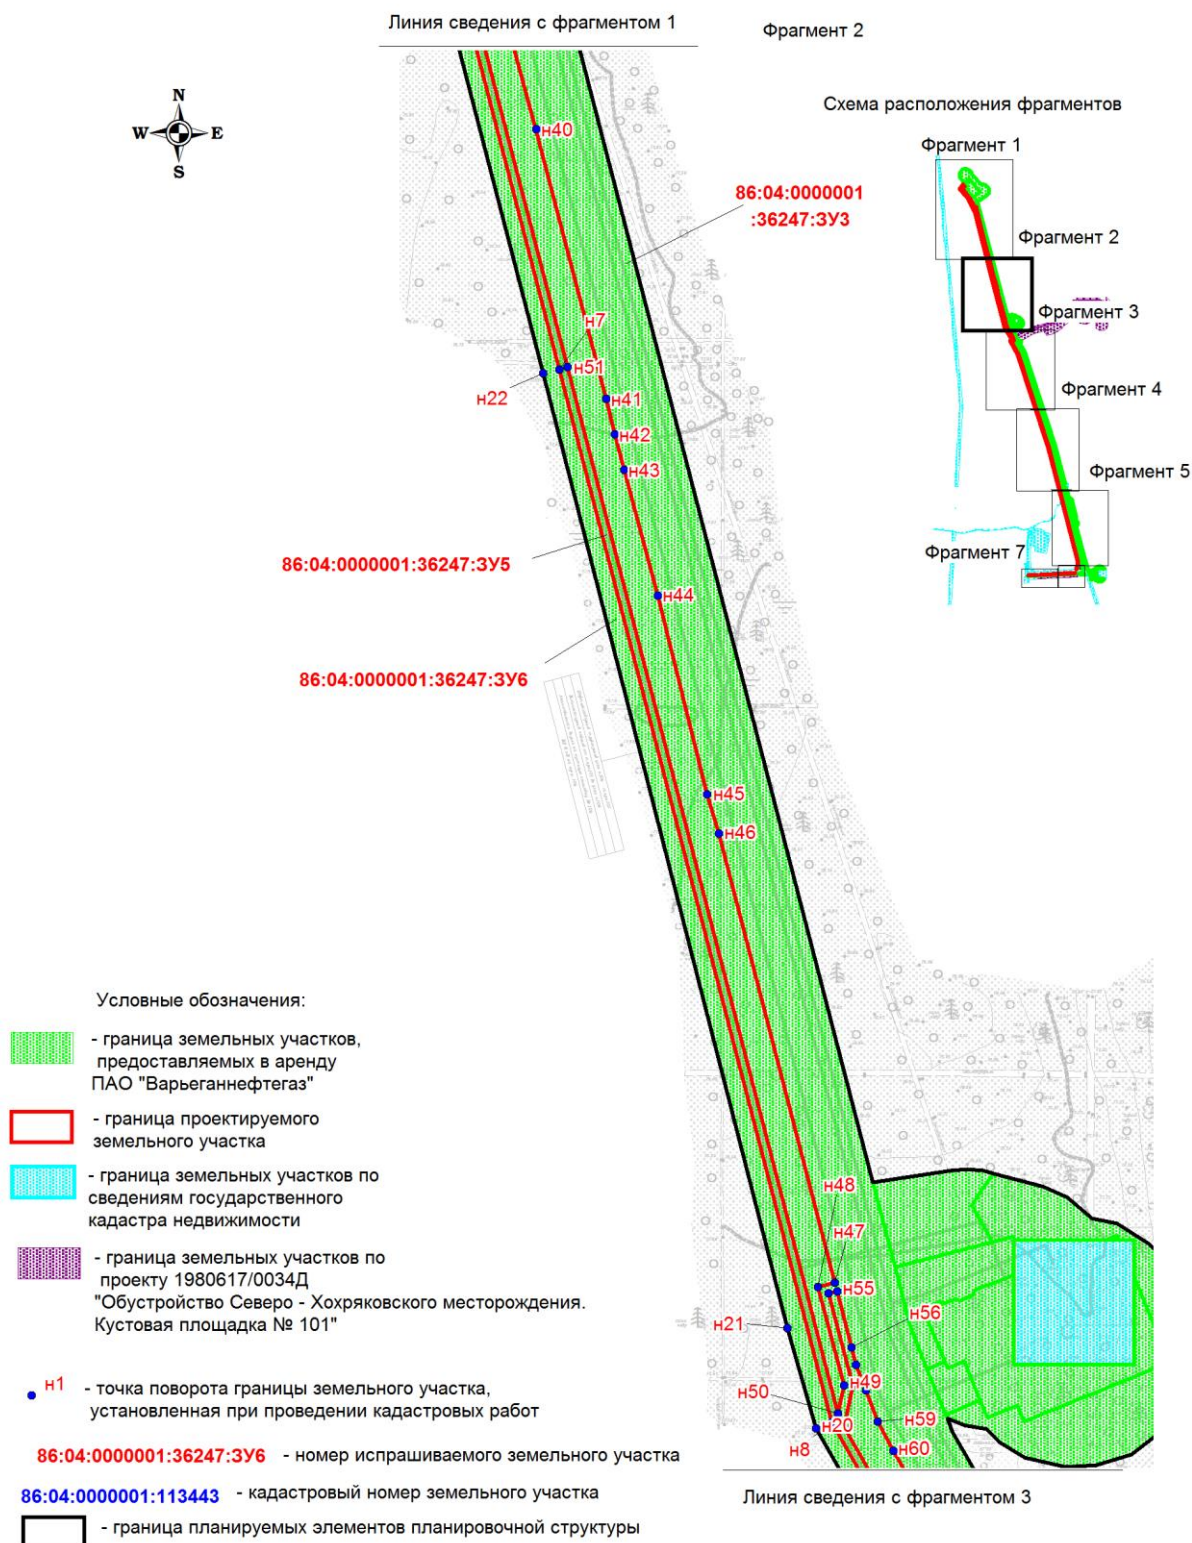 Линия сведения с фрагментом 1
Фрагмент 2
N
W E
S
Схема расположения фрагментов
Фрагмент 1
Фрагмент 2
Фрагмент 3
Фрагмент 4
Фрагмент 5
Фрагмент 7
н40
86:04:0000001
:36247:ЗУ3
н7
н51
н22
н41
н42
н43
86:04:0000001:36247:ЗУ5
н44
86:04:0000001:36247:ЗУ6
н45
н46
н48
н47
н55
н21
н56
н49
н50
н20
н59
н8
н60
Линия сведения с фрагментом 3
Условные обозначения:
- граница земельных участков,
предоставляемых в аренду
ПАО "Варьеганнефтегаз"
- граница проектируемого
земельного участка
- граница земельных участков по
сведениям государственного
кадастра недвижимости
- граница земельных участков по
проекту 1980617/0034Д
"Обустройство Северо - Хохряковского месторождения.
Кустовая площадка № 101"
н1 - точка поворота границы земельного участка,
установленная при проведении кадастровых работ
86:04:0000001:36247:ЗУ6 - номер испрашиваемого земельного участка
86:04:0000001:113443 - кадастровый номер земельного участка
- граница планируемых элементов планировочной структуры